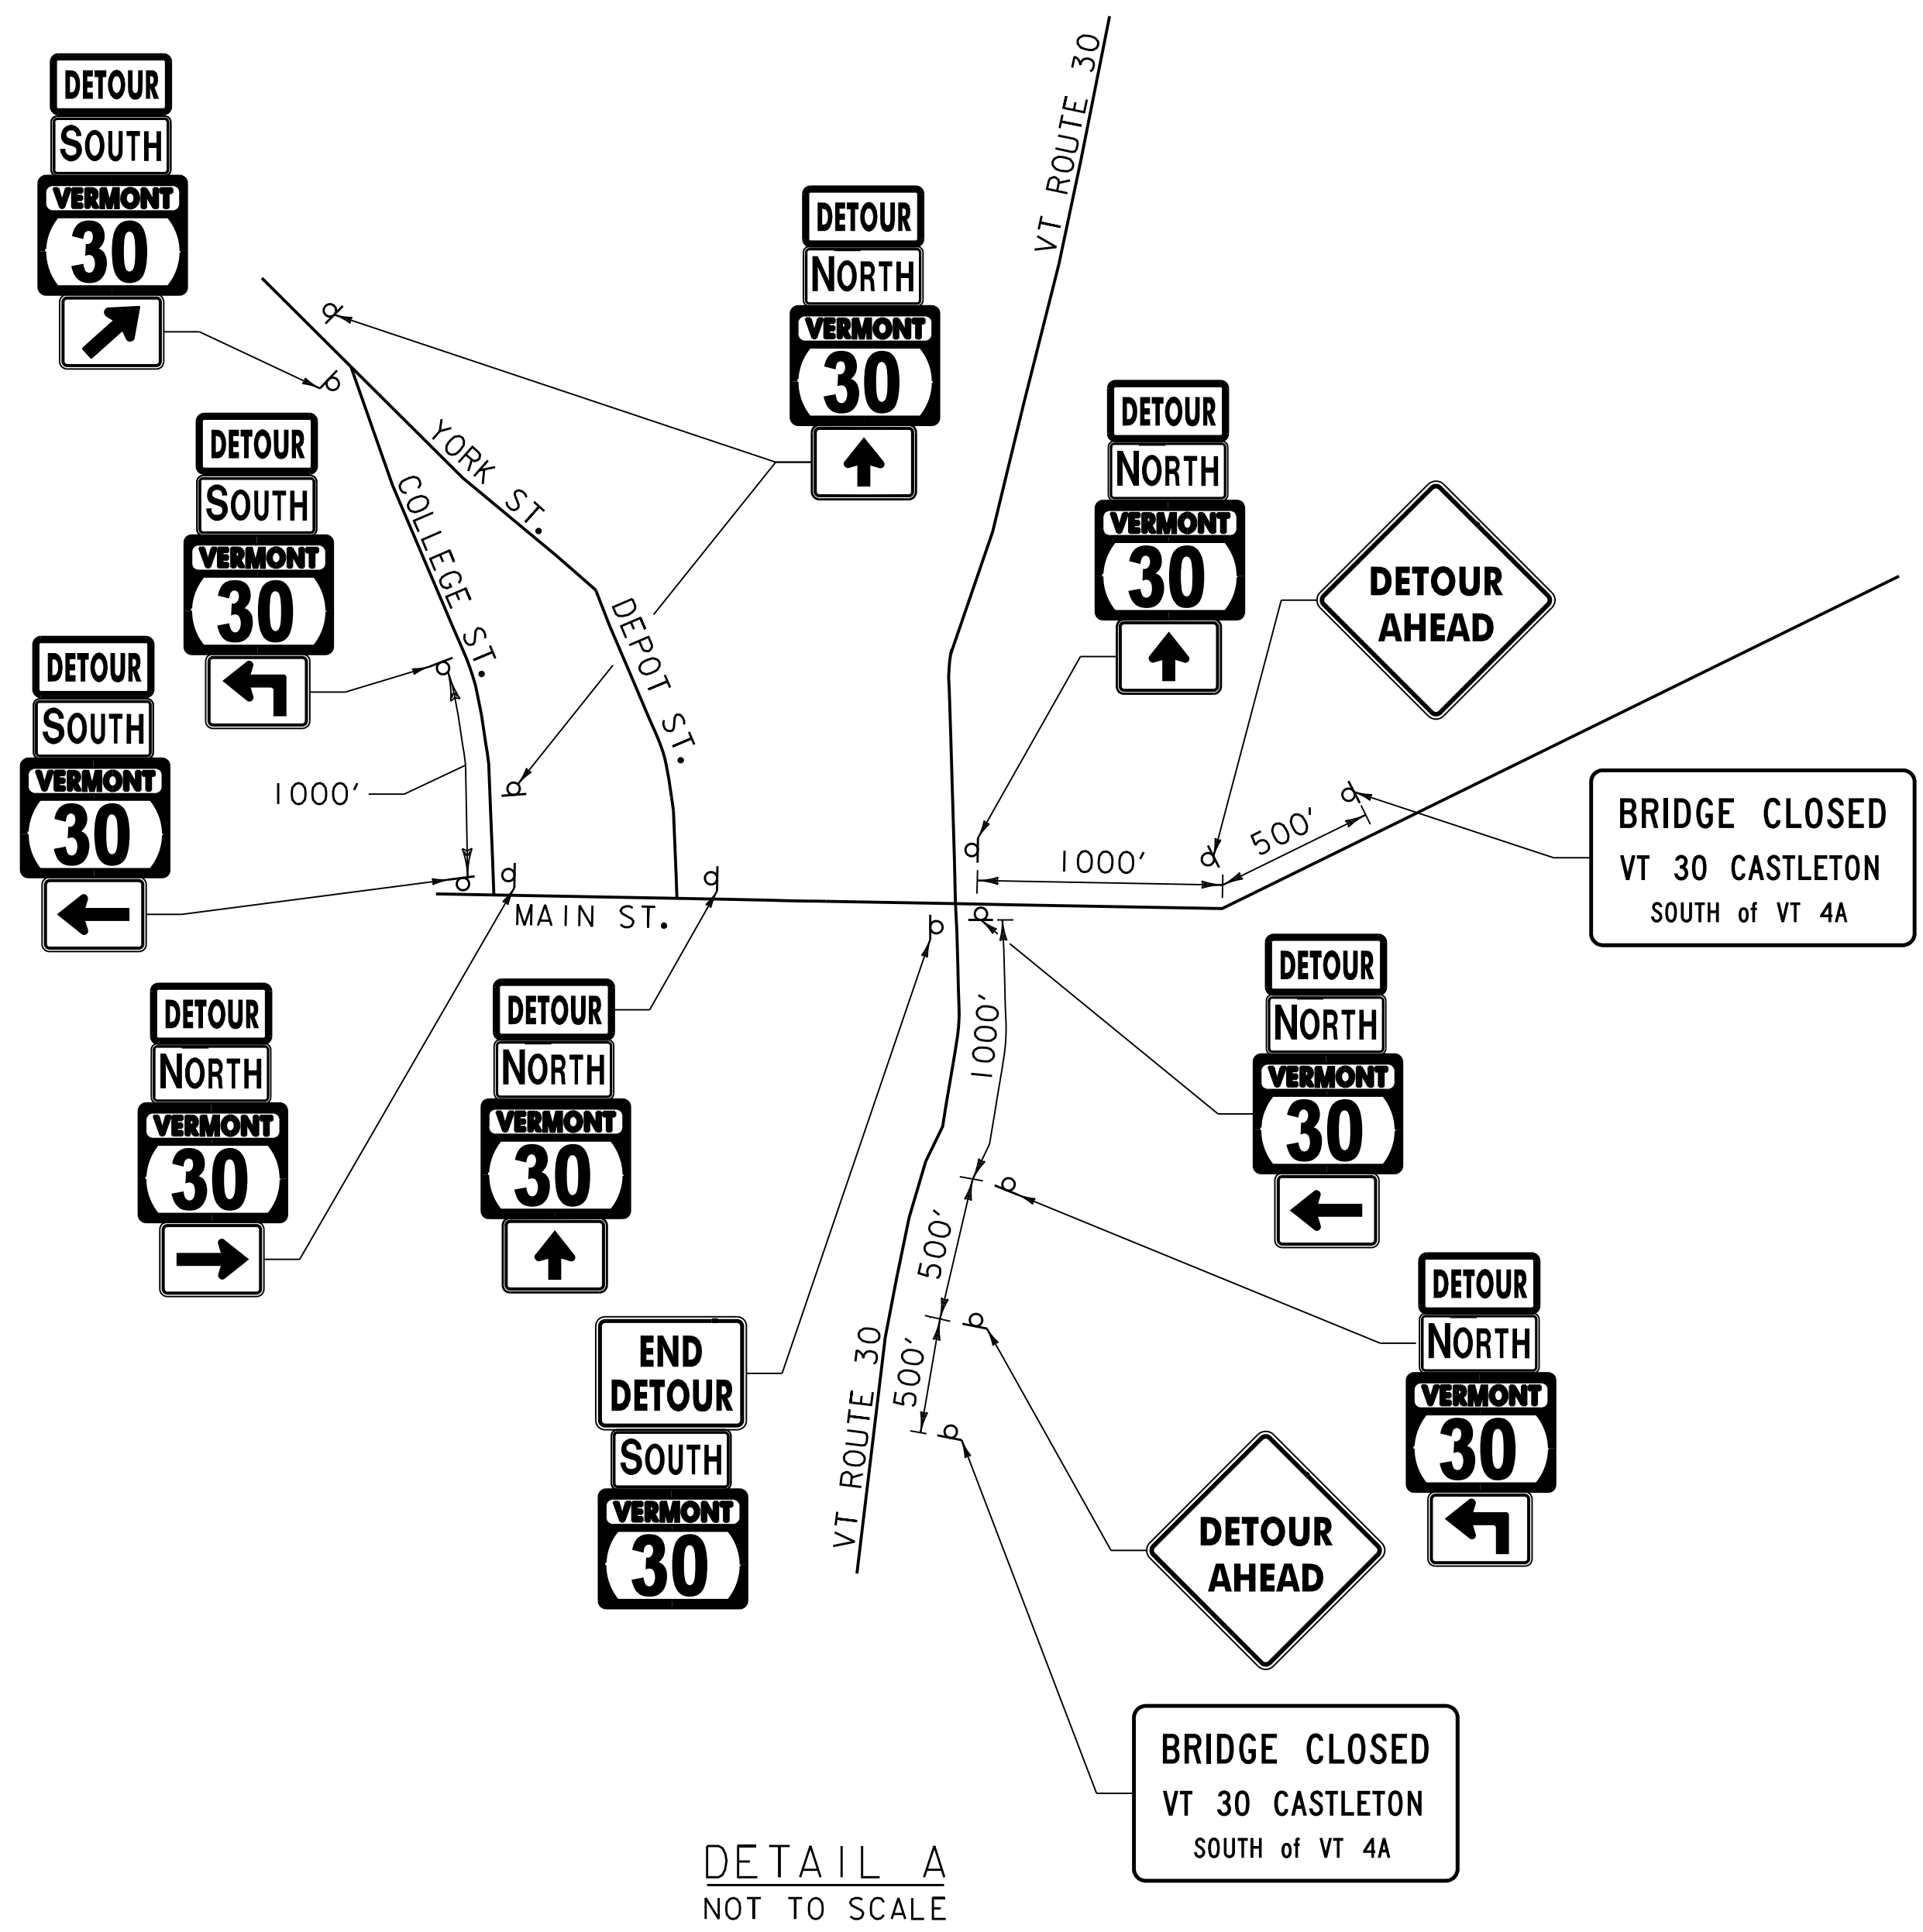 VT ROUTE 30
DETOUR
SOUTH
VERMONT
30
DETOUR
NORTH
VERMONT
30
DETOUR
NORTH
VERMONT
30
DETOUR
SOUTH
VERMONT
30
YORK ST.
COLLEGE ST.
DEPOT ST.
DETOUR
AHEAD
DETOUR
SOUTH
VERMONT
30
1000'
1000'
500'
BRIDGE CLOSED
VT 30 CASTLETON
SOUTH of VT 4A
MAIN ST.
DETOUR
NORTH
VERMONT
30
DETOUR
NORTH
VERMONT
30
1000'
DETOUR
NORTH
VERMONT
30
500'
500'
VT ROUTE 30
END
DETOUR
SOUTH
VERMONT
30
DETOUR
NORTH
VERMONT
30
DETOUR
AHEAD
BRIDGE CLOSED
VT 30 CASTLETON
SOUTH of VT 4A
DETAIL A
NOT TO SCALE